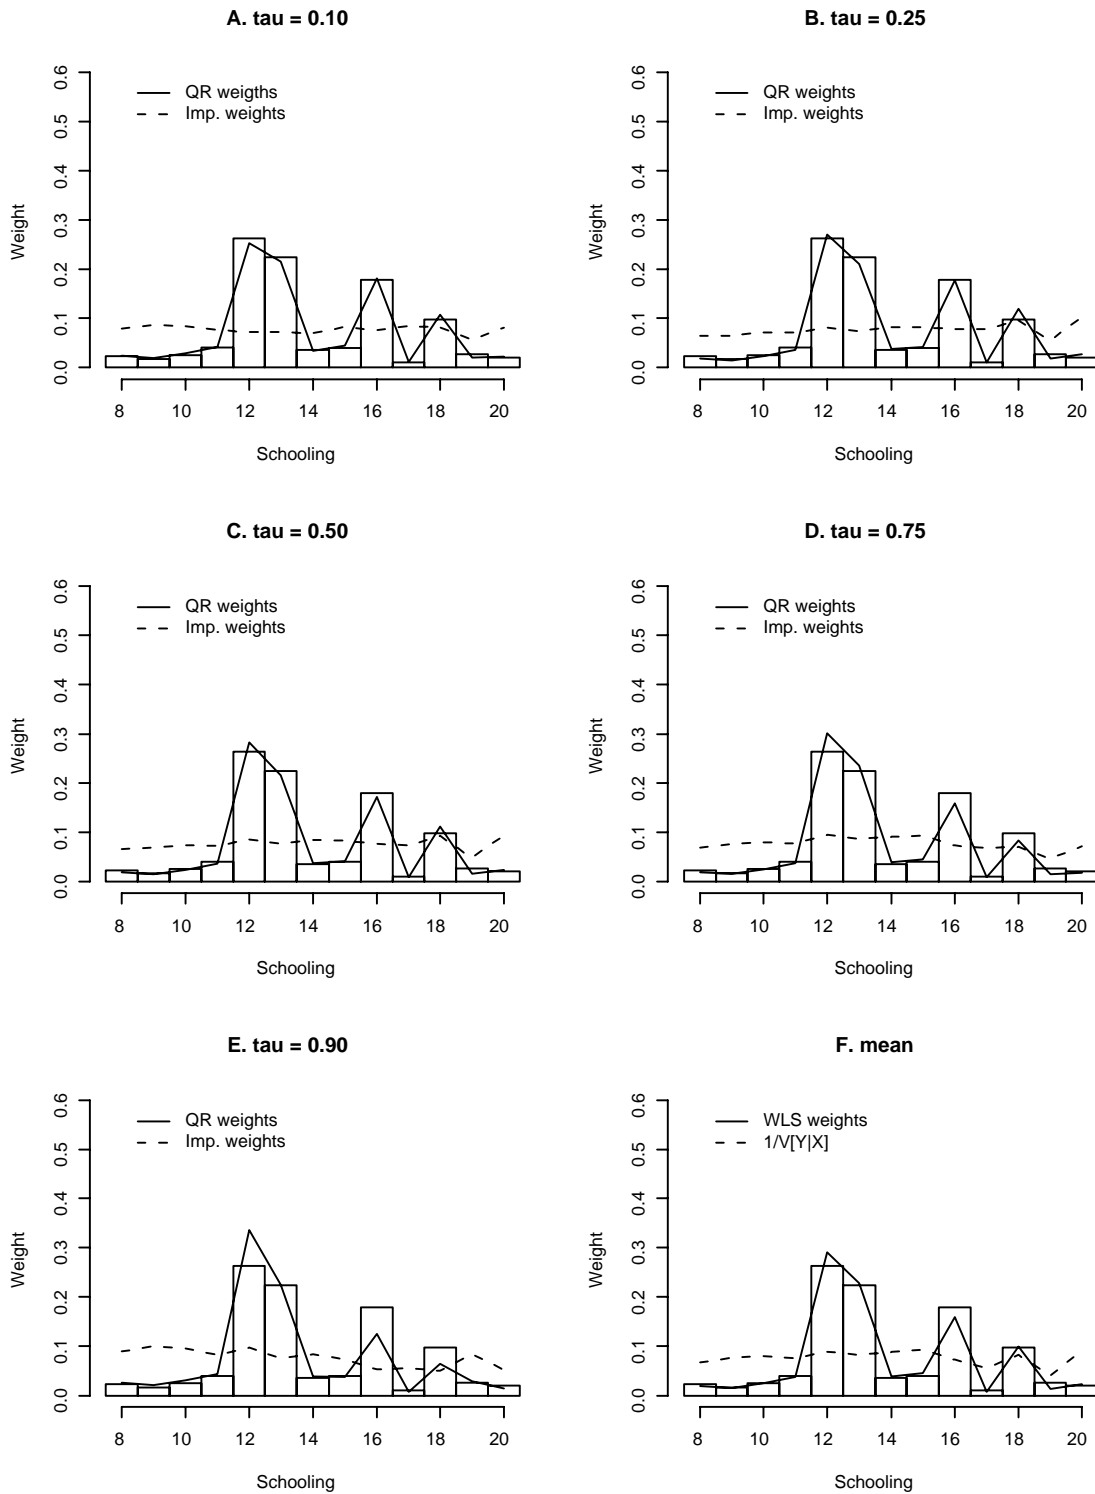 A. tau = 0.10
QR weigths
Imp. weights
Weight
0.0 0.1 0.2 0.3 0.4 0.5 0.6
8 10 12 14 16 18 20
Schooling
B. tau = 0.25
QR weights
Imp. weights
Weight
0.0 0.1 0.2 0.3 0.4 0.5 0.6
8 10 12 14 16 18 20
Schooling
C. tau = 0.50
QR weights
Imp. weights
Weight
0.0 0.1 0.2 0.3 0.4 0.5 0.6
8 10 12 14 16 18 20
Schooling
D. tau = 0.75
QR weights
Imp. weights
Weight
0.0 0.1 0.2 0.3 0.4 0.5 0.6
8 10 12 14 16 18 20
Schooling
E. tau = 0.90
QR weights
Imp. weights
Weight
0.0 0.1 0.2 0.3 0.4 0.5 0.6
8 10 12 14 16 18 20
Schooling
F. mean
WLS weights
1/V[Y|X]
Weight
0.0 0.1 0.2 0.3 0.4 0.5 0.6
8 10 12 14 16 18 20
Schooling